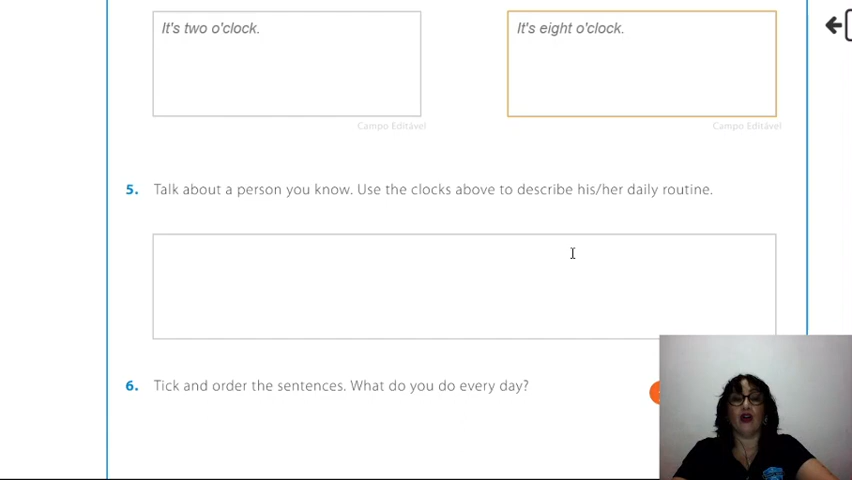 It's two o'clock.
It's eight o'clock.
Campo Editável
Campo Editável
5. Talk about a person you know. Use the clocks above to describe his/her daily routine.
6. Tick and order the sentences. What do you do every day?